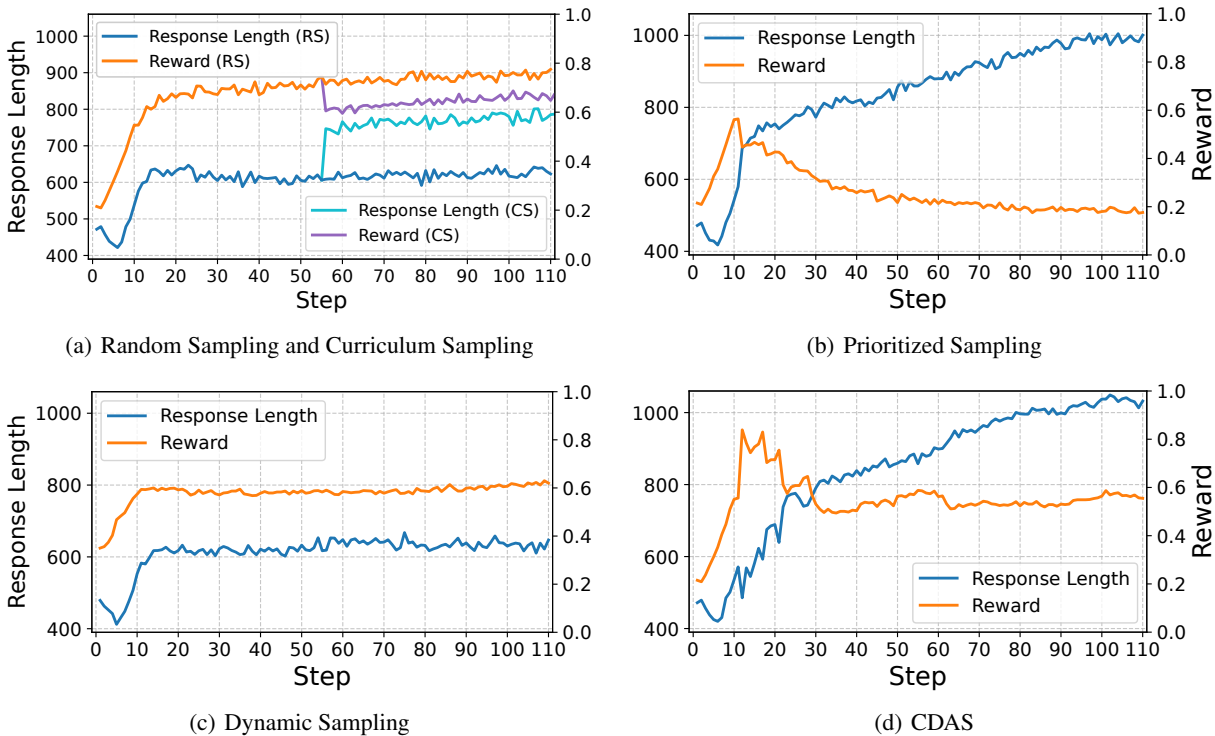 Response Length
1000
900
800
700
600
500
400
Response Length (RS)
Reward (RS)
Response Length (CS)
Reward (CS)
1.0
0.8
0.6
0.4
0.2
0.0
0 10 20 30 40 50 60 70 80 90 100 110
Step
(a) Random Sampling and Curriculum Sampling
1000
800
600
400
Response Length
Reward
1.0
0.8
0.6
0.4
0.2
0.0
Reward
0 10 20 30 40 50 60 70 80 90 100 110
Step
(b) Prioritized Sampling
Response Length
1000
800
600
400
Response Length
Reward
1.0
0.8
0.6
0.4
0.2
0.0
0 10 20 30 40 50 60 70 80 90 100 110
Step
(c) Dynamic Sampling
1000
800
600
400
Response Length
Reward
1.0
0.8
0.6
0.4
0.2
0.0
Reward
0 10 20 30 40 50 60 70 80 90 100 110
Step
(d) CDAS